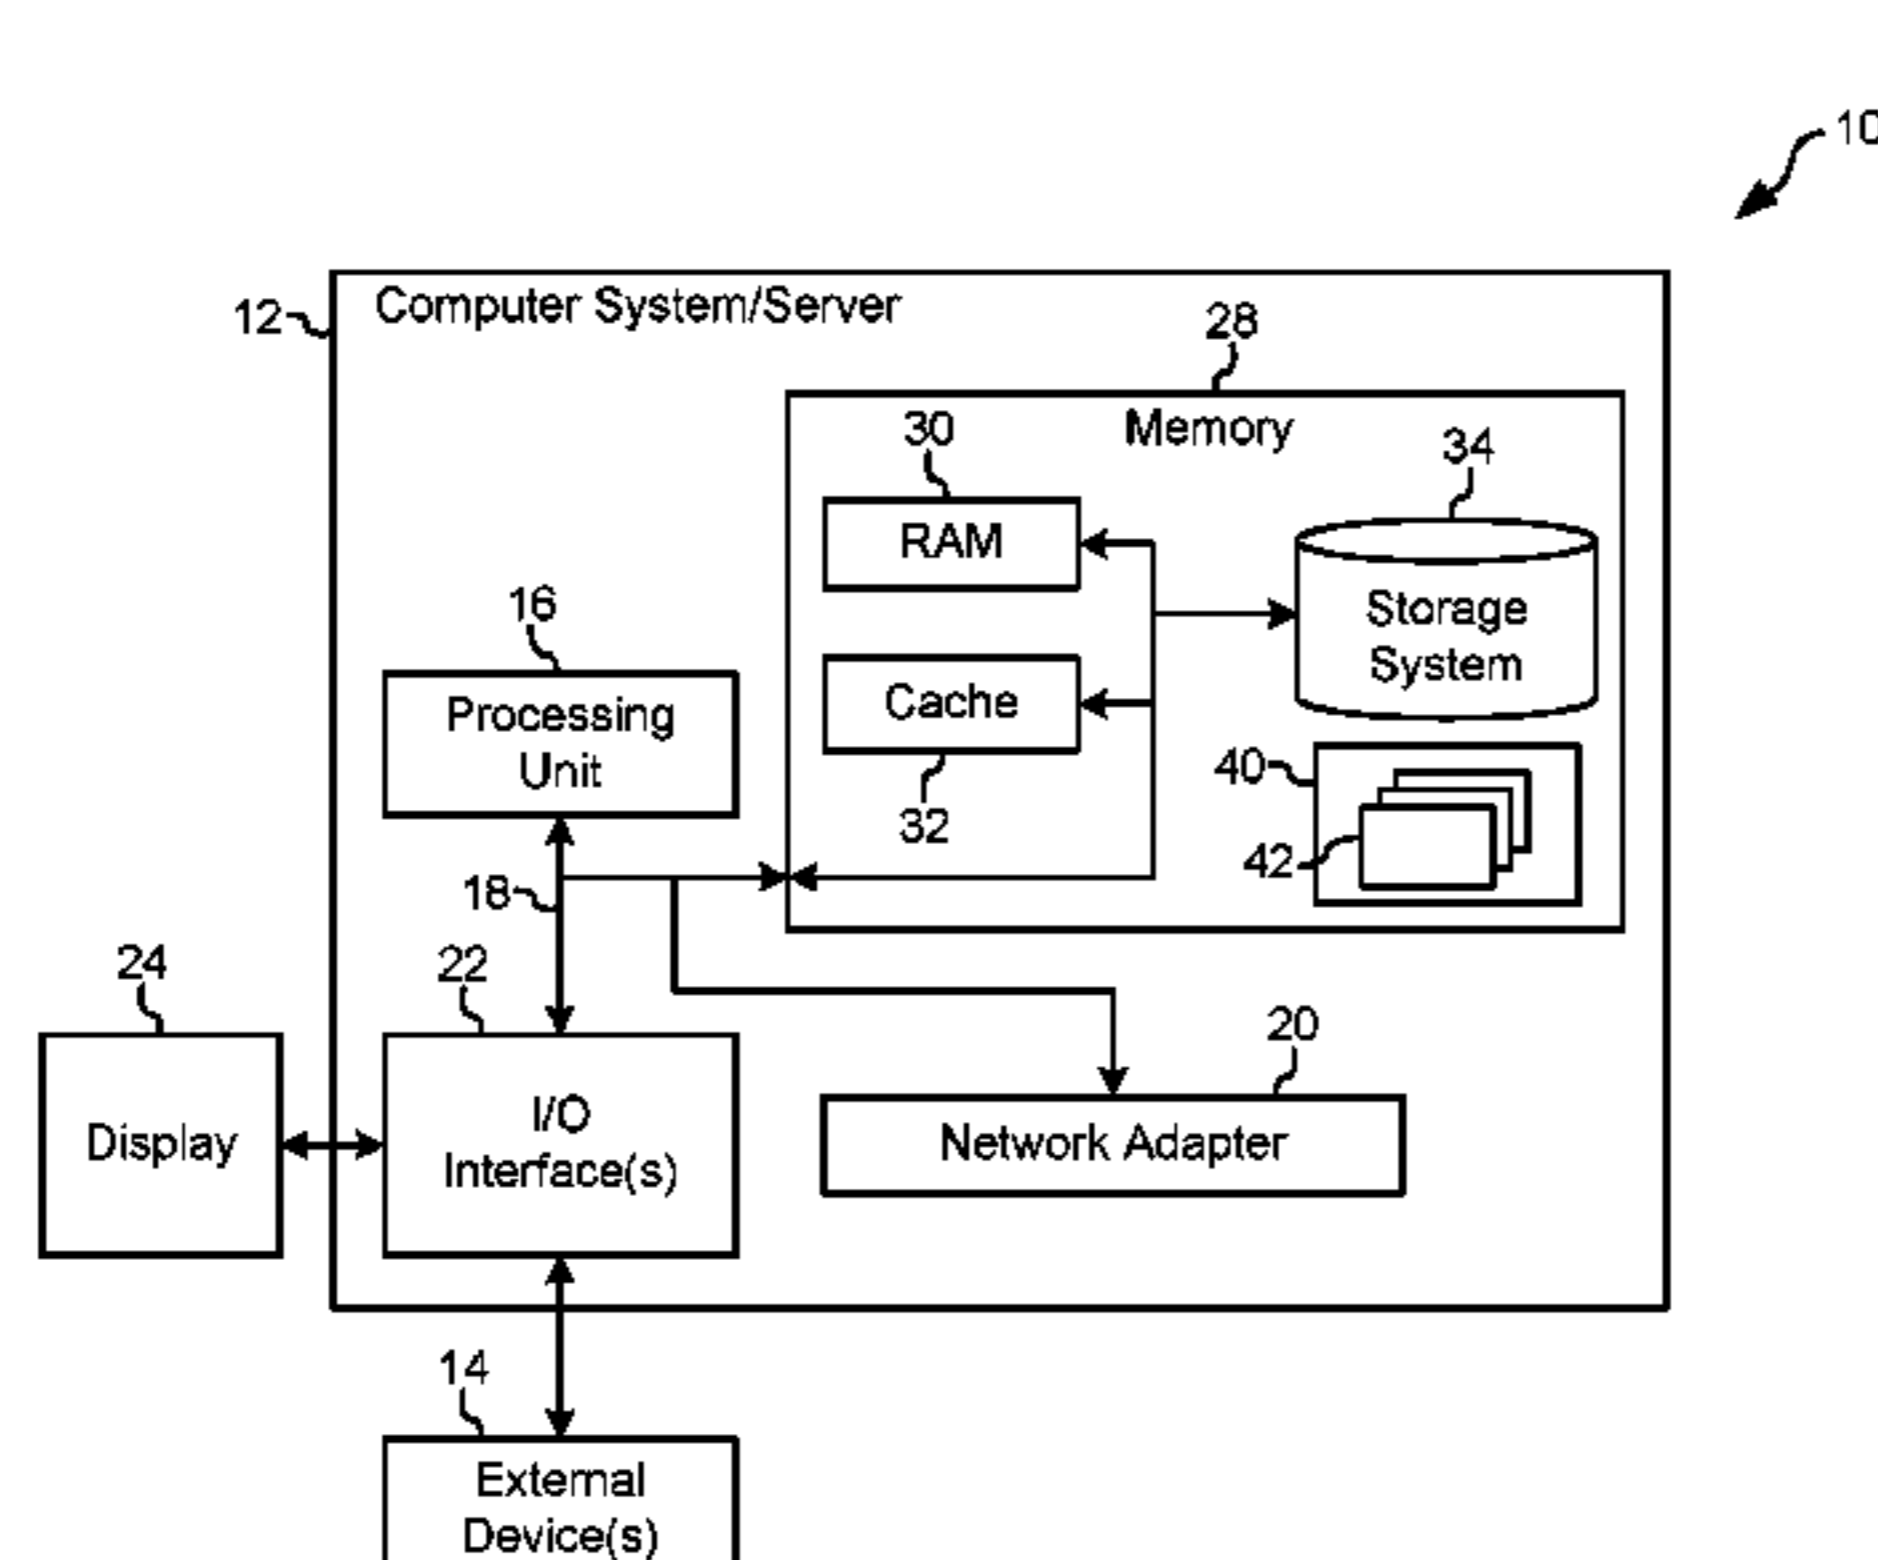 10
12
Computer System/Server
28
Memory
30
34
RAM
Storage
System
16
Processing
Unit
Cache
32
40
42
18
24
22
20
Display
I/O
Interface(s)
Network Adapter
14
External
Device(s)